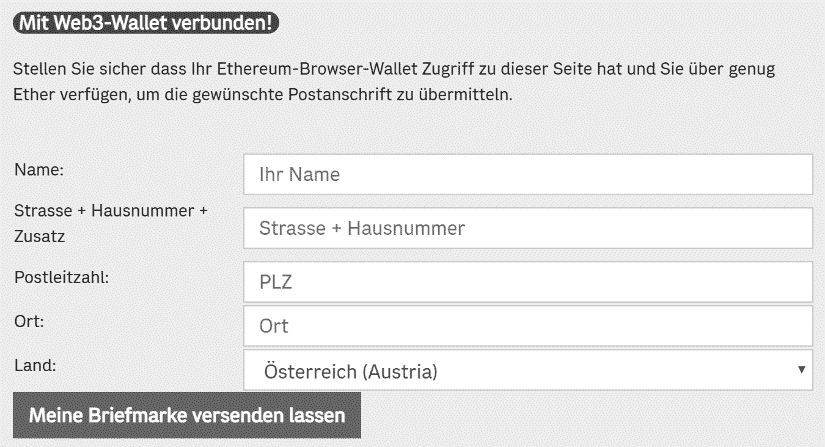 Mit Web3-Wallet verbunden!
Stellen Sie sicher dass Ihr Ethereum-Browser-Wallet Zugriff zu dieser Seite hat und Sie über genug
Ether verfügen, um die gewünschte Postanschrift zu übermitteln.
Name:
Ihr Name
Strasse + Hausnummer +
Zusatz
Strasse + Hausnummer
Postleitzahl:
PLZ
Ort:
Ort
Land:
Österreich (Austria)
Meine Briefmarke versenden lassen